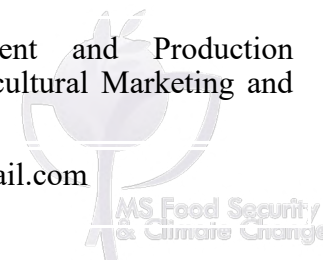 ent and Production
cultural Marketing and
ail.com
MS Food Security
& Climate Change